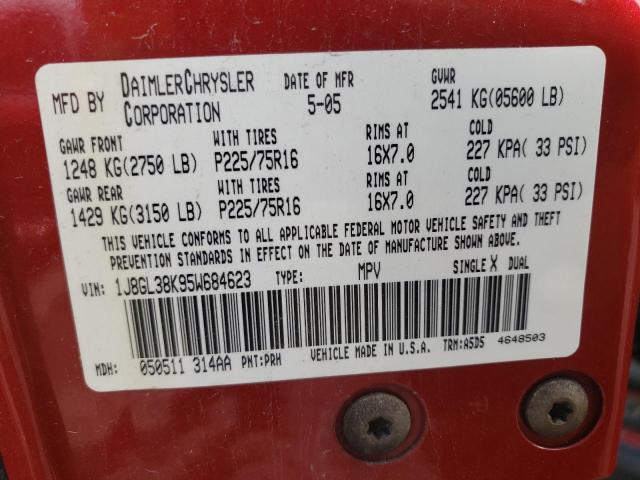 MFD BY DAIMLERCHRYSLER CORPORATION DATE OF MFR 5-05 GVWR 2541 KG(05600 LB)
GAWR FRONT WITH TIRES RIMS AT COLD
1248 KG(2750 LB) P225/75R16 16X7.0 227 KPA( 33 PSI)
GAWR REAR WITH TIRES RIMS AT COLD
1429 KG(3150 LB) P225/75R16 16X7.0 227 KPA( 33 PSI)
THIS VEHICLE CONFORMS TO ALL APPLICABLE FEDERAL MOTOR VEHICLE SAFETY AND THEFT
PREVENTION STANDARDS IN EFFECT ON THE DATE OF MANUFACTURE SHOWN ABOVE.
VIN: 1J8GL38K95W684623 TYPE: MPV SINGLE X DUAL
MDH: 050511 314AA PNT:PRH VEHICLE MADE IN U.S.A. TRM:A5D5 4648503